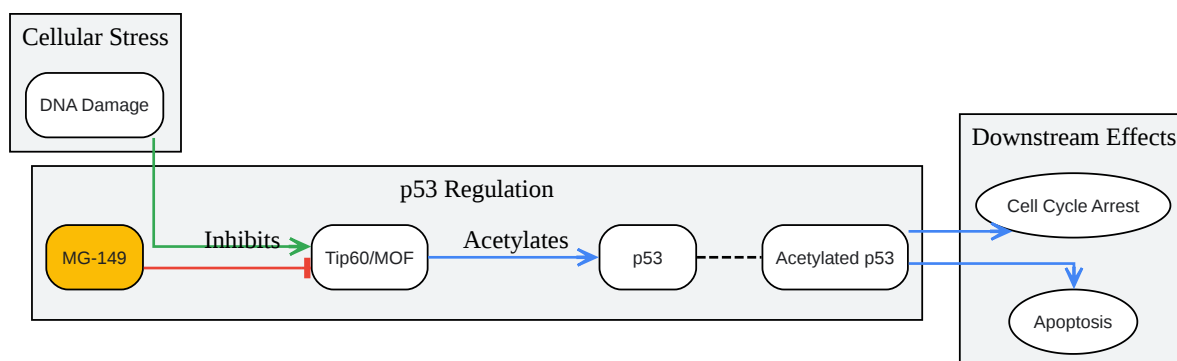 Cellular Stress
DNA Damage
Downstream Effects
p53 Regulation
Cell Cycle Arrest
Inhibits
Acetylates
MG-149
Tip60/MOF
p53
Acetylated p53
Apoptosis